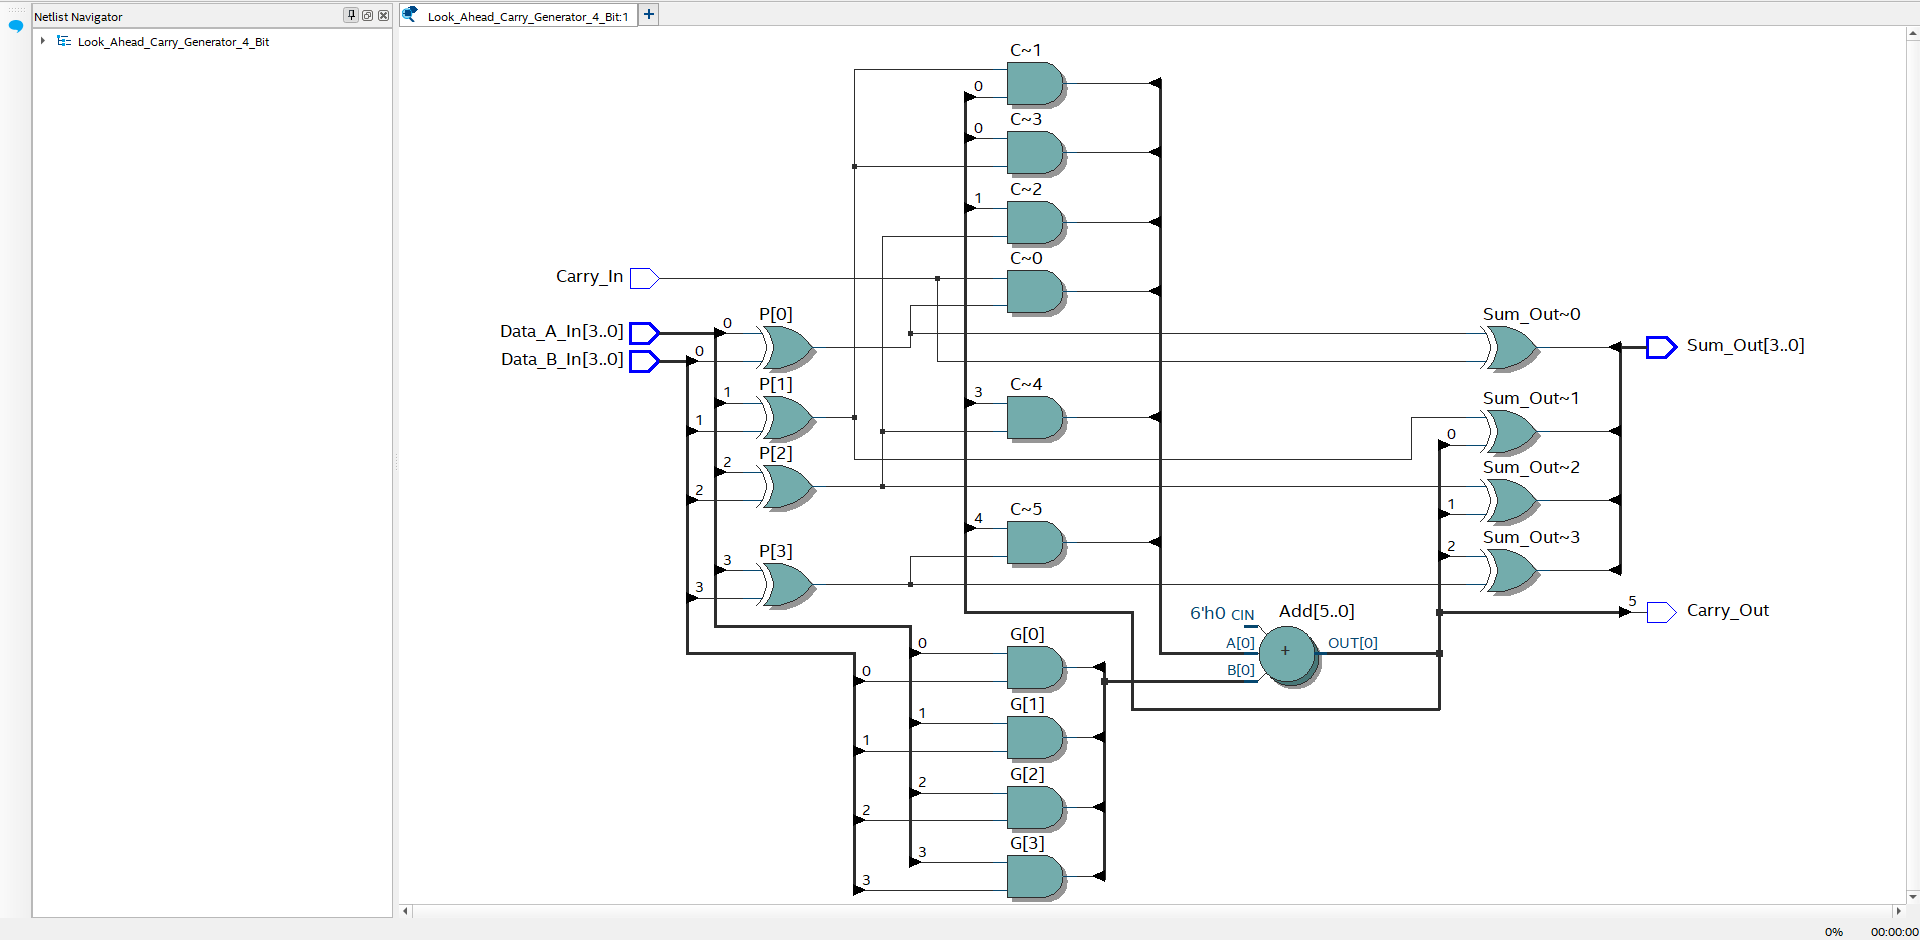 Netlist Navigator
Look_Ahead_Carry_Generator_4_Bit:1
Look_Ahead_Carry_Generator_4_Bit
C~1
0
C~3
0
C~2
1
C~0
Carry_In
Data_A_In[3..0]
Data_B_In[3..0]
0
0
P[0]
1
1
P[1]
2
2
P[2]
3
3
P[3]
C~4
3
C~5
4
Sum_Out~0
Sum_Out[3..0]
Sum_Out~1
0
Sum_Out~2
1
Sum_Out~3
2
5
Carry_Out
6'h0 CIN
Add[5..0]
A[0]
+
OUT[0]
B[0]
G[0]
0
0
G[1]
1
1
G[2]
2
2
G[3]
3
3
0%
00:00:00